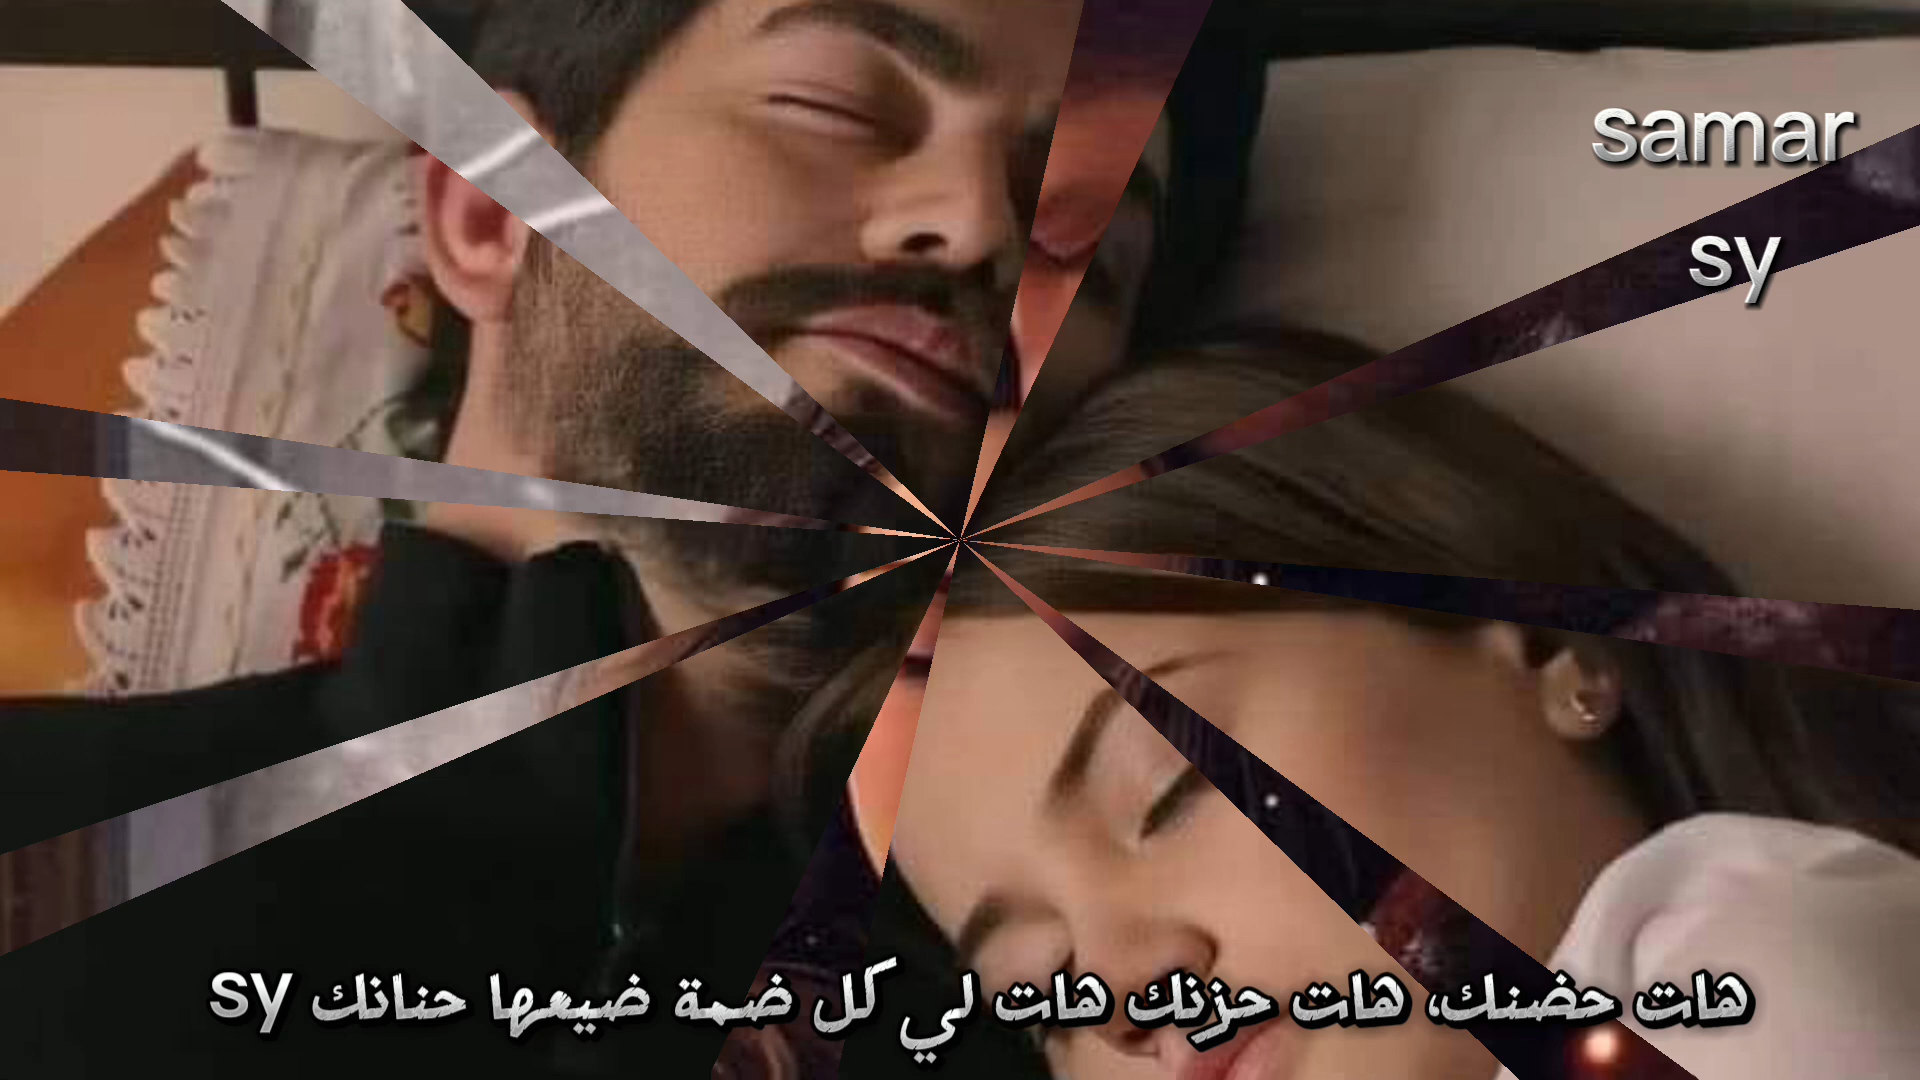 samar
sy
هات حضنك، هات حزنك هات لي كل ضمة ضيعها حنانك sy